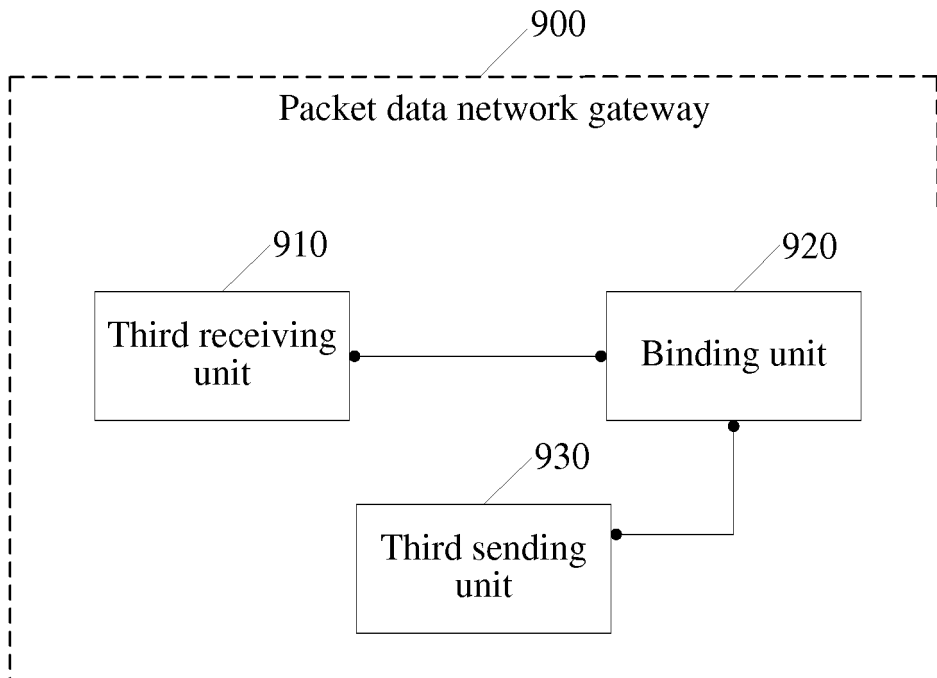 900
Packet data network gateway
910
920
Third receiving
unit
Binding unit
930
Third sending
unit